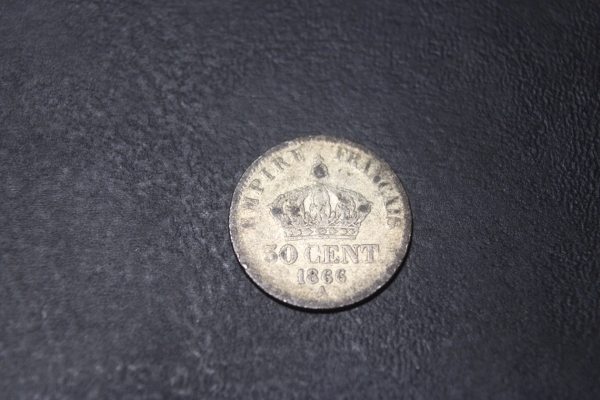 EMPIRE FRANÇAIS
50 CENT
1866
A